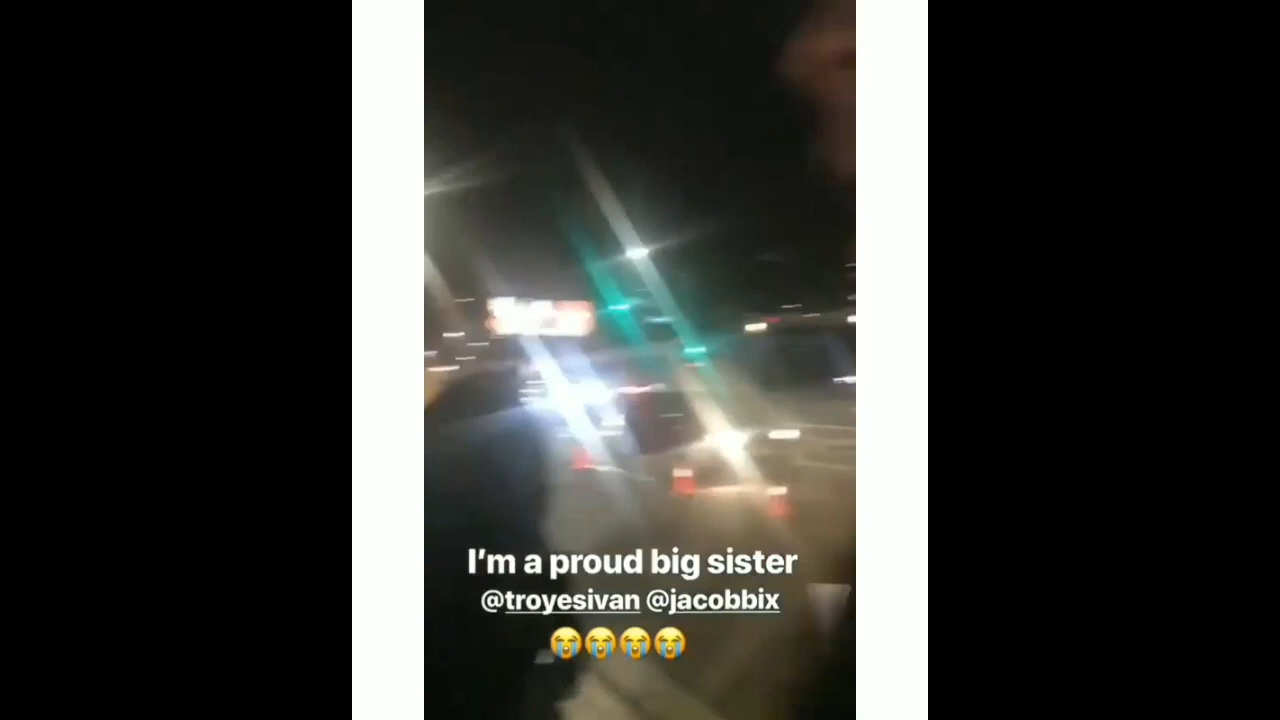 I'm a proud big sister
@troyesivan @jacobbix
😭😭😭😭